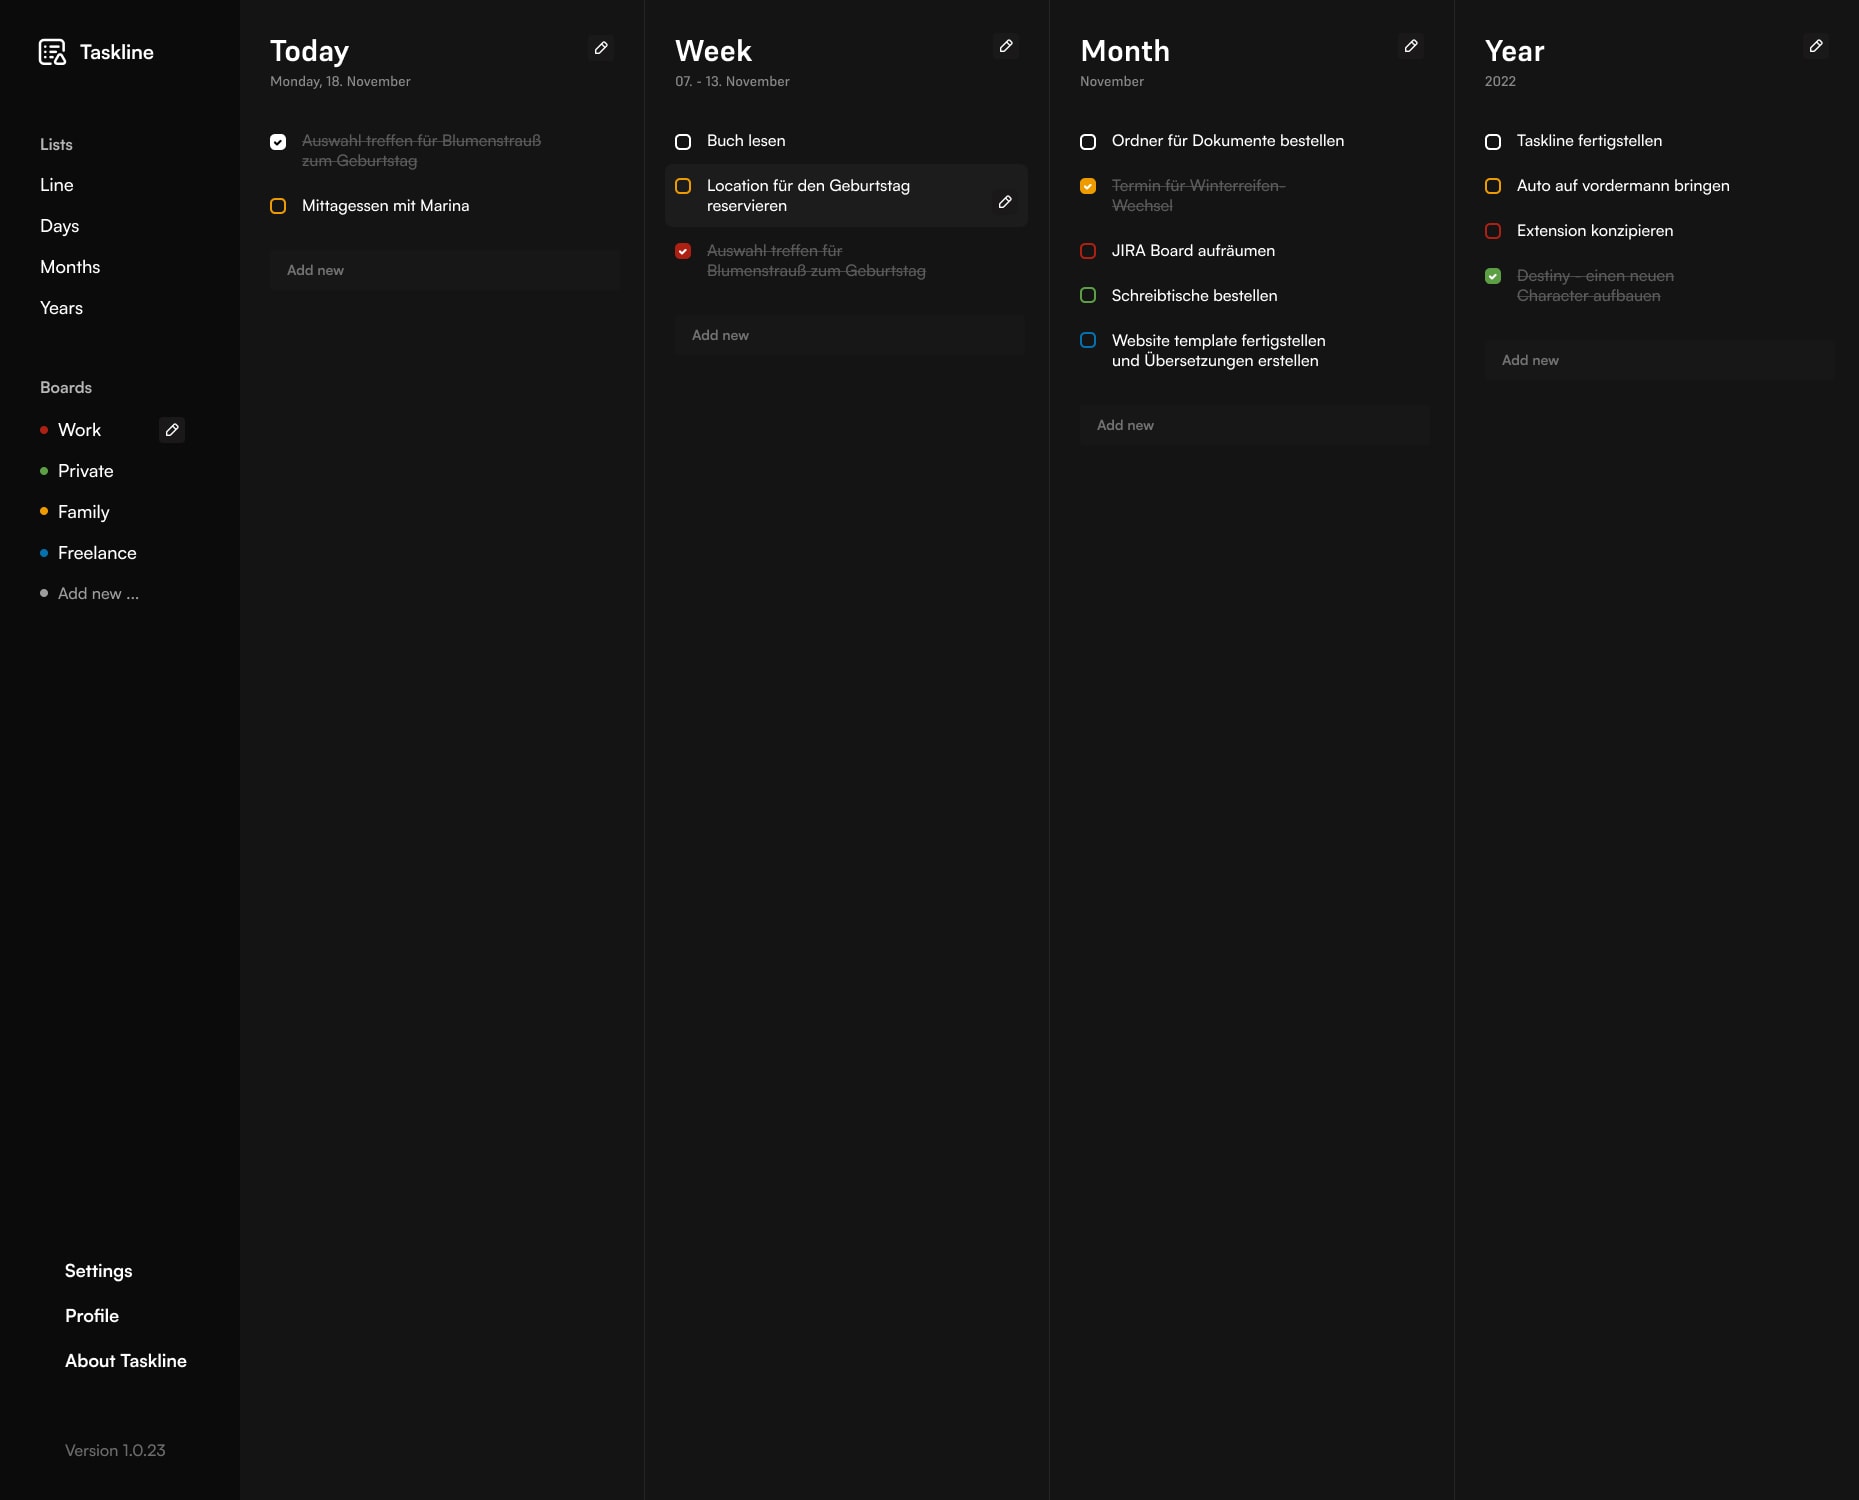 Taskline
Lists
Line
Days
Months
Years
Boards
Work
Private
Family
Freelance
Add new ...
Settings
Profile
About Taskline
Version 1.0.23
Today
Monday, 18. November
Auswahl treffen für Blumenstrauß
zum Geburtstag
Mittagessen mit Marina
Add new
Week
07. - 13. November
Buch lesen
Location für den Geburtstag
reservieren
Auswahl treffen für
Blumenstrauß zum Geburtstag
Add new
Month
November
Ordner für Dokumente bestellen
Termin für Winterreifen-
Wechsel
JIRA Board aufräumen
Schreibtische bestellen
Website template fertigstellen
und Übersetzungen erstellen
Add new
Year
2022
Taskline fertigstellen
Auto auf vordermann bringen
Extension konzipieren
Destiny - einen neuen
Character aufbauen
Add new